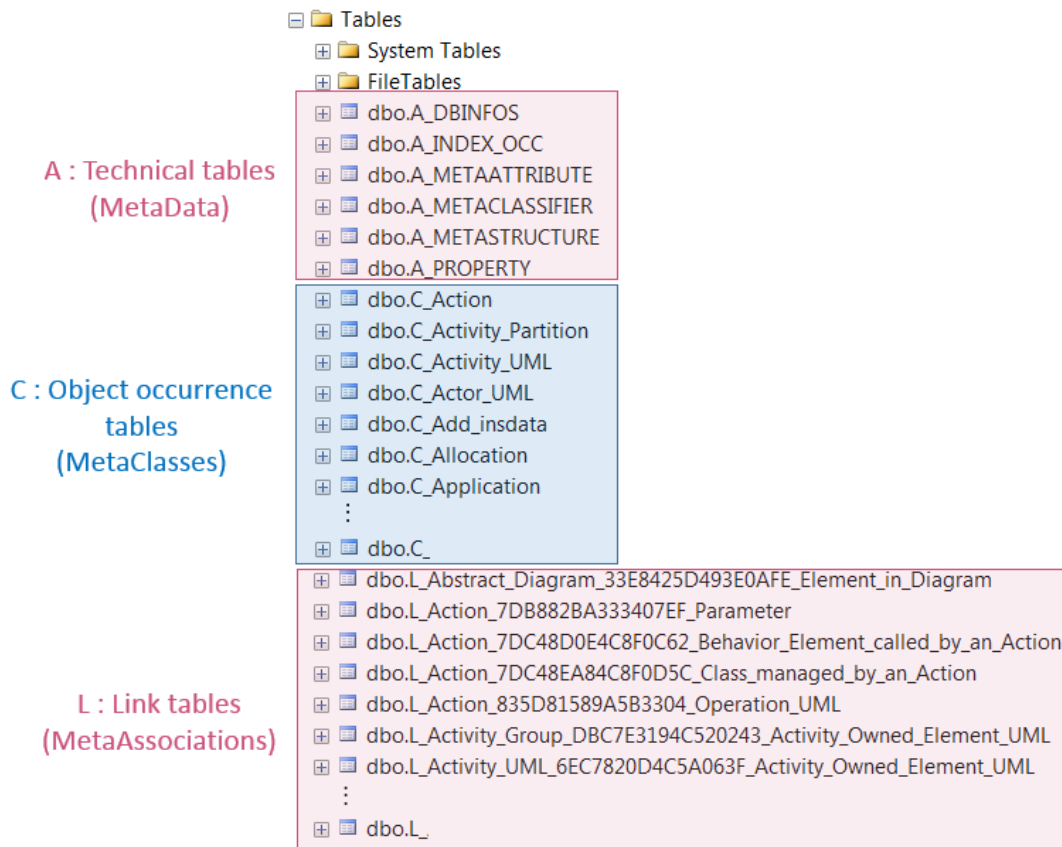 Tables
System Tables
FileTables
dbo.A_DBINFOS
dbo.A_INDEX_OCC
dbo.A_METAATTRIBUTE
dbo.A_METACLASSIFIER
dbo.A_METASTRUCTURE
dbo.A_PROPERTY
A : Technical tables
(MetaData)
dbo.C_Action
dbo.C_Activity_Partition
dbo.C_Activity_UML
dbo.C_Actor_UML
dbo.C_Add_insdata
dbo.C_Allocation
dbo.C_Application
dbo.C_
C : Object occurrence
tables
(MetaClasses)
dbo.L_Abstract_Diagram_33E8425D493E0AFE_Element_in_Diagram
dbo.L_Action_7DB882BA333407EF_Parameter
dbo.L_Action_7DC48D0E4C8F0C62_Behavior_Element_called_by_an_Action
dbo.L_Action_7DC48EA84C8F0D5C_Class_managed_by_an_Action
dbo.L_Action_835D81589A5B3304_Operation_UML
dbo.L_Activity_Group_DBC7E3194C520243_Activity_Owned_Element_UML
dbo.L_Activity_UML_6EC7820D4C5A063F_Activity_Owned_Element_UML
dbo.L_
L : Link tables
(MetaAssociations)